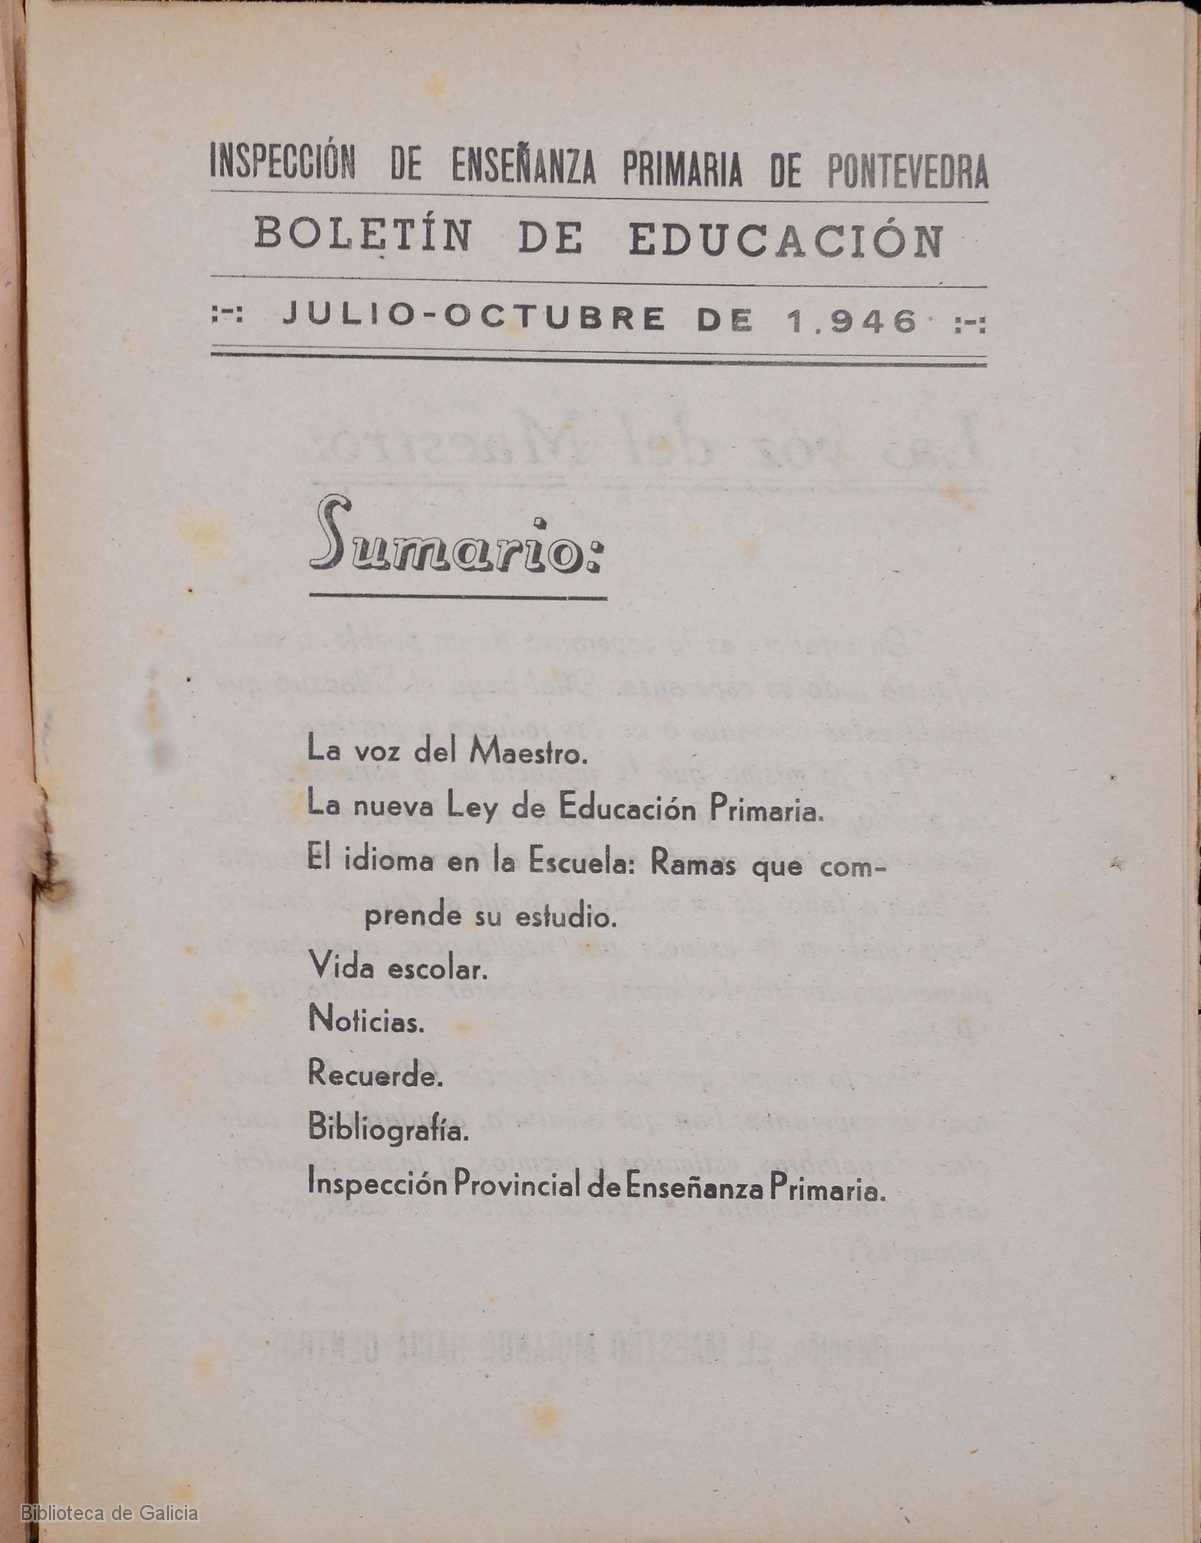 INSPECCIÓN DE ENSEÑANZA PRIMARIA DE PONTEVEDRA
BOLETÍN DE EDUCACIÓN
:-: JULIO-OCTUBRE DE 1.946 :-:
Sumario:
La voz del Maestro.
La nueva Ley de Educación Primaria.
El idioma en la Escuela: Ramas que com-
prende su estudio.
Vida escolar.
Noticias.
Recuerde.
Bibliografía.
Inspección Provincial de Enseñanza Primaria.
Biblioteca de Galicia